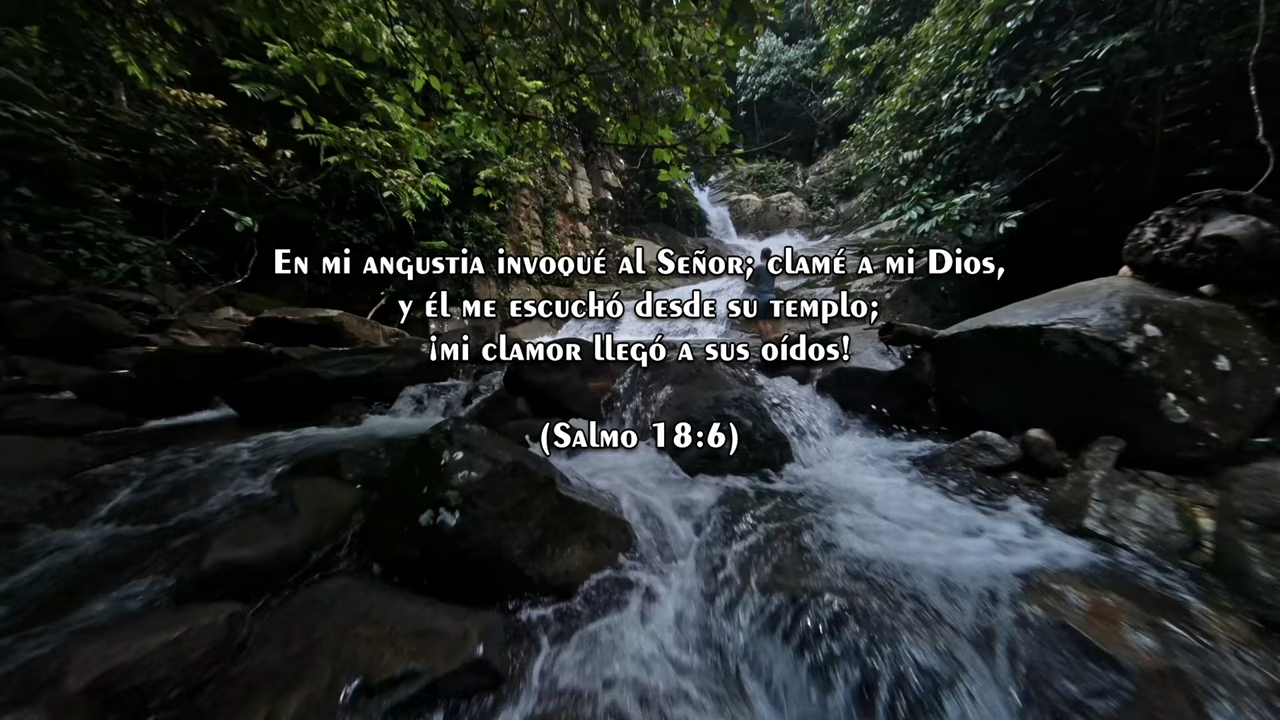 En mi angustia invoqué al Señor; clamé a mi Dios,
y él me escuchó desde su templo;
¡mi clamor llegó a sus oídos!
(Salmo 18:6)